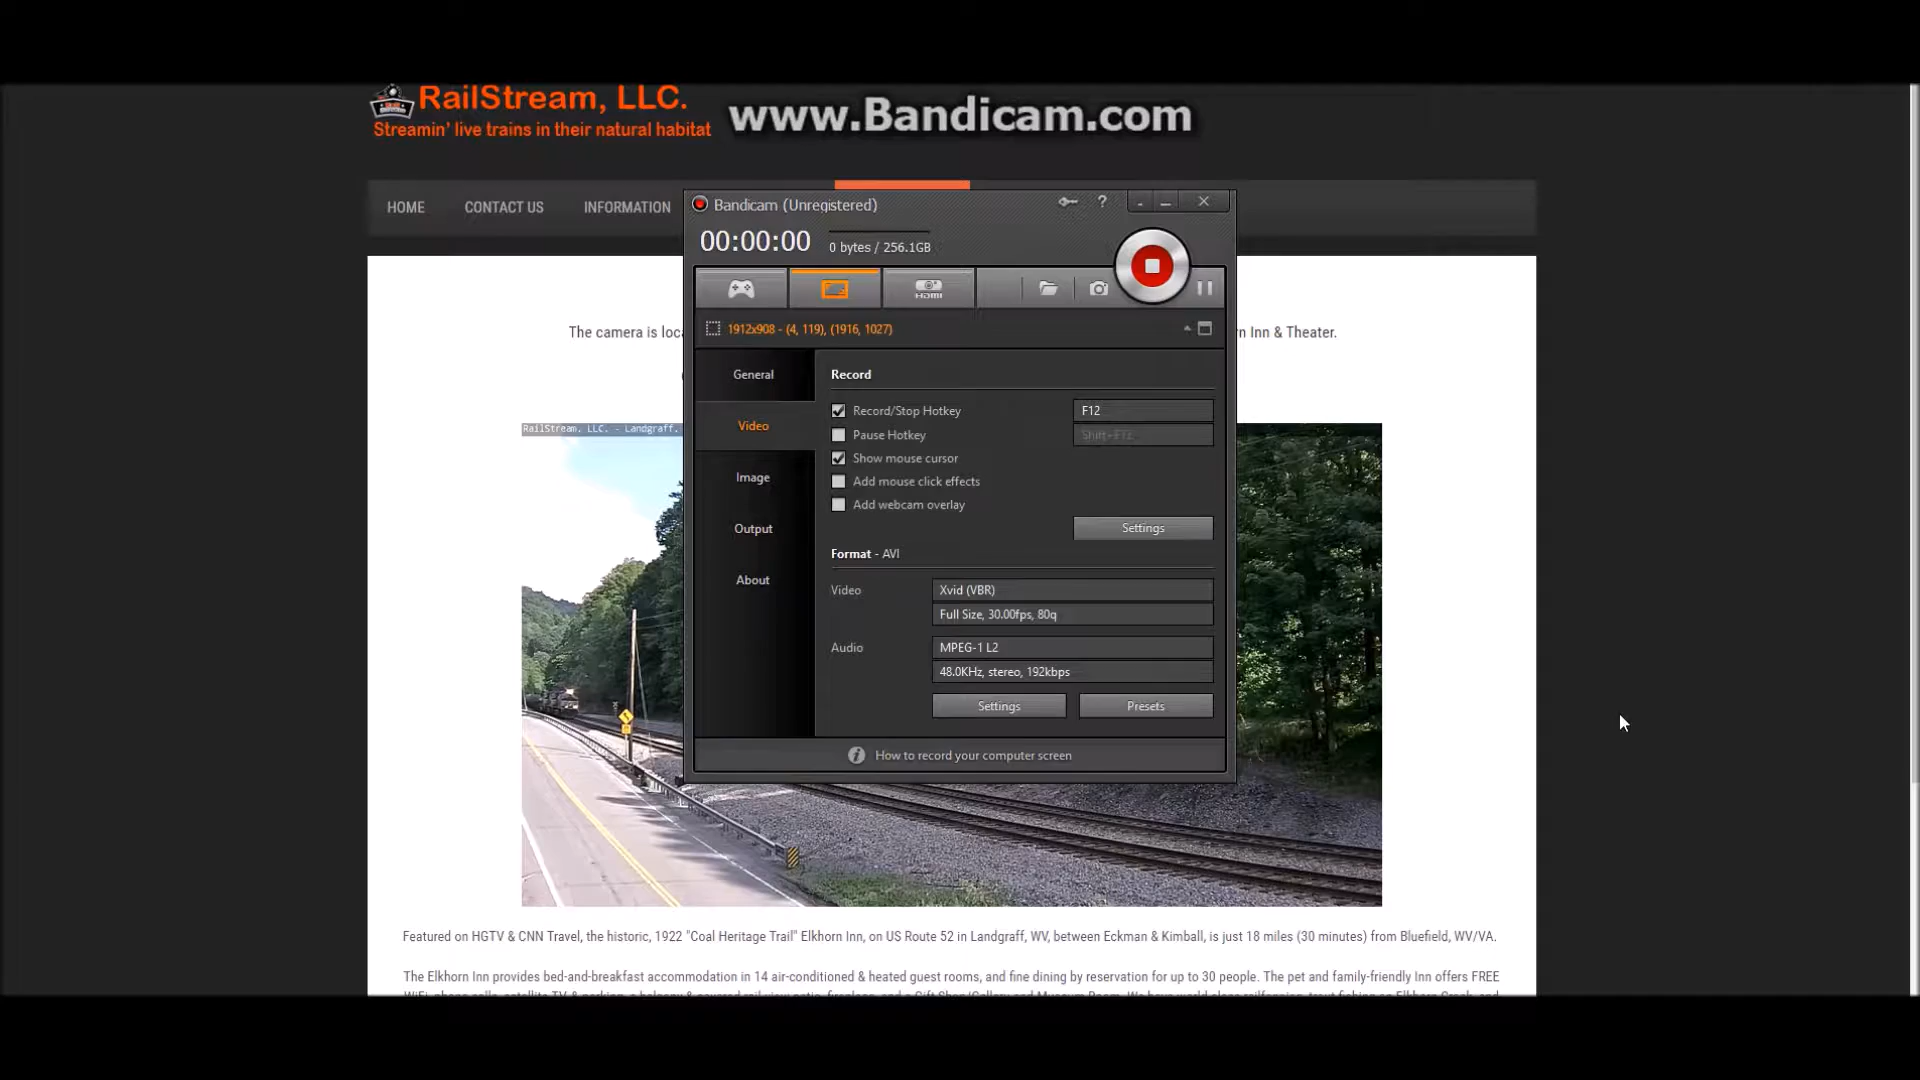 RailStream, LLC.
Streamin' live trains in their natural habitat
www.Bandicam.com
HOME
CONTACT US
INFORMATION
Bandicam (Unregistered)
?
00:00:00
0 bytes / 256.1GB
HDMI
1912x908 - (4, 119), (1916, 1027)
The camera is
n Inn & Theater.
General
Video
Image
Output
About
Record
Record/Stop Hotkey
F12
Pause Hotkey
Show mouse cursor
Add mouse click effects
Add webcam overlay
Settings
Format - AVI
Video
Xvid (VBR)
Full Size, 30.00fps, 80q
Audio
MPEG-1 L2
48.0KHz, stereo, 192kbps
Settings
Presets
How to record your computer screen
RailStream, LLC. - Landgraff,
Featured on HGTV & CNN Travel, the historic, 1922 "Coal Heritage Trail" Elkhorn Inn, on US Route 52 in Landgraff, WV, between Eckman & Kimball, is just 18 miles (30 minutes) from Bluefield, WV/VA.
The Elkhorn Inn provides bed-and-breakfast accommodation in 14 air-conditioned & heated guest rooms, and fine dining by reservation for up to 30 people. The pet and family-friendly Inn offers FREE